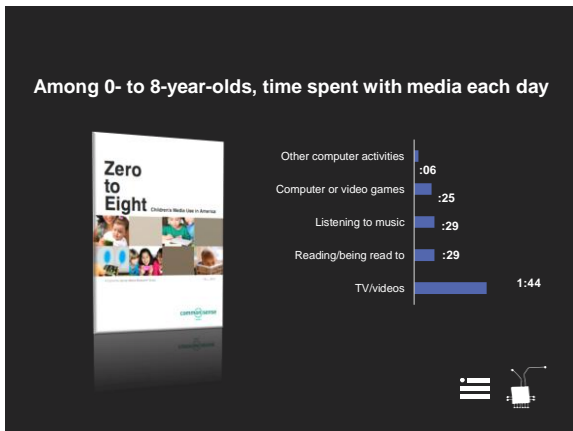 Among 0- to 8-year-olds, time spent with media each day
Zero
to
Eight
Children's Media Use in America
common sense
Other computer activities
:06
Computer or video games
:25
Listening to music
:29
Reading/being read to
:29
TV/videos
1:44